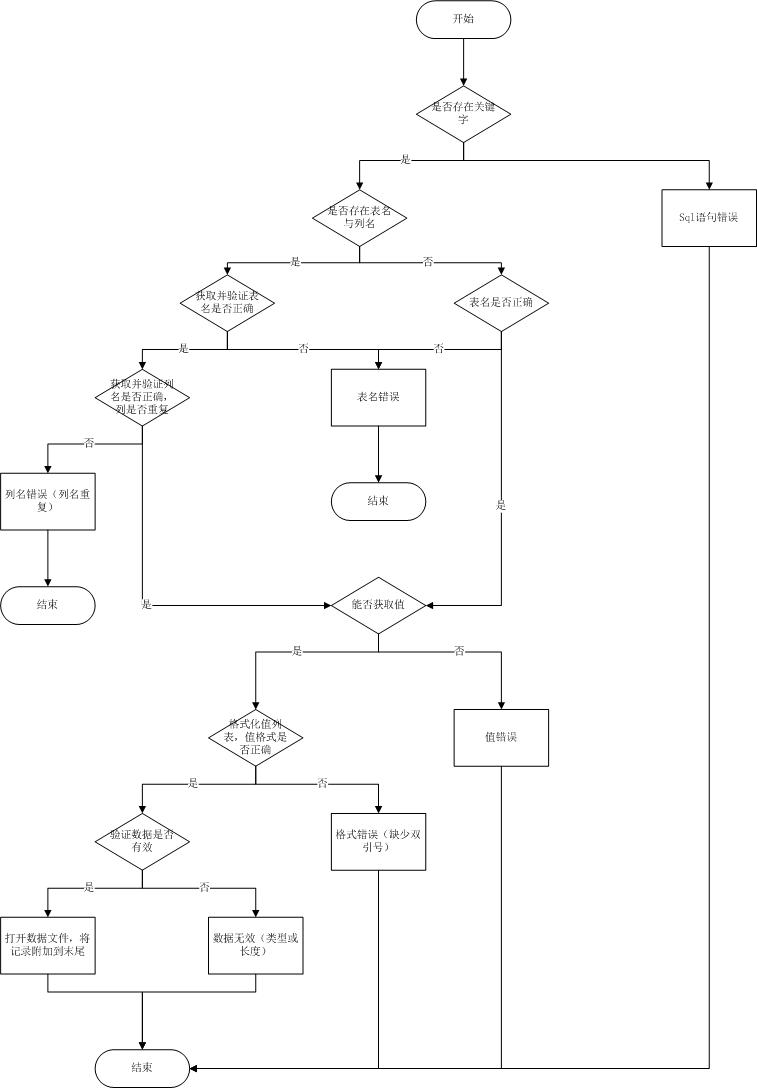 开始
是否存在关键
字
是
是否存在表名
与列名
Sql语句错误
是
否
获取并验证表
名是否正确
表名是否正确
是
否
否
获取并验证列
名是否正确,
列是否重复
表名错误
否
列名错误（列名重
复）
结束
是
结束
是
能否获取值
是
否
格式化值列
表，值格式是
否正确
值错误
是
否
验证数据是否
有效
格式错误（缺少双
引号）
是
否
打开数据文件，将
记录附加到末尾
数据无效（类型或
长度）
结束